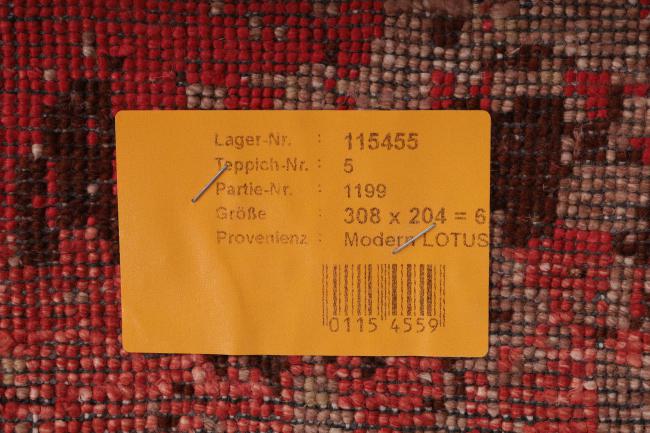 Lager-Nr. : 115455
Teppich-Nr. : 5
Partie-Nr. : 1199
Größe : 308 x 204 = 6
Provenienz : Modern LOTUS
0115 4559